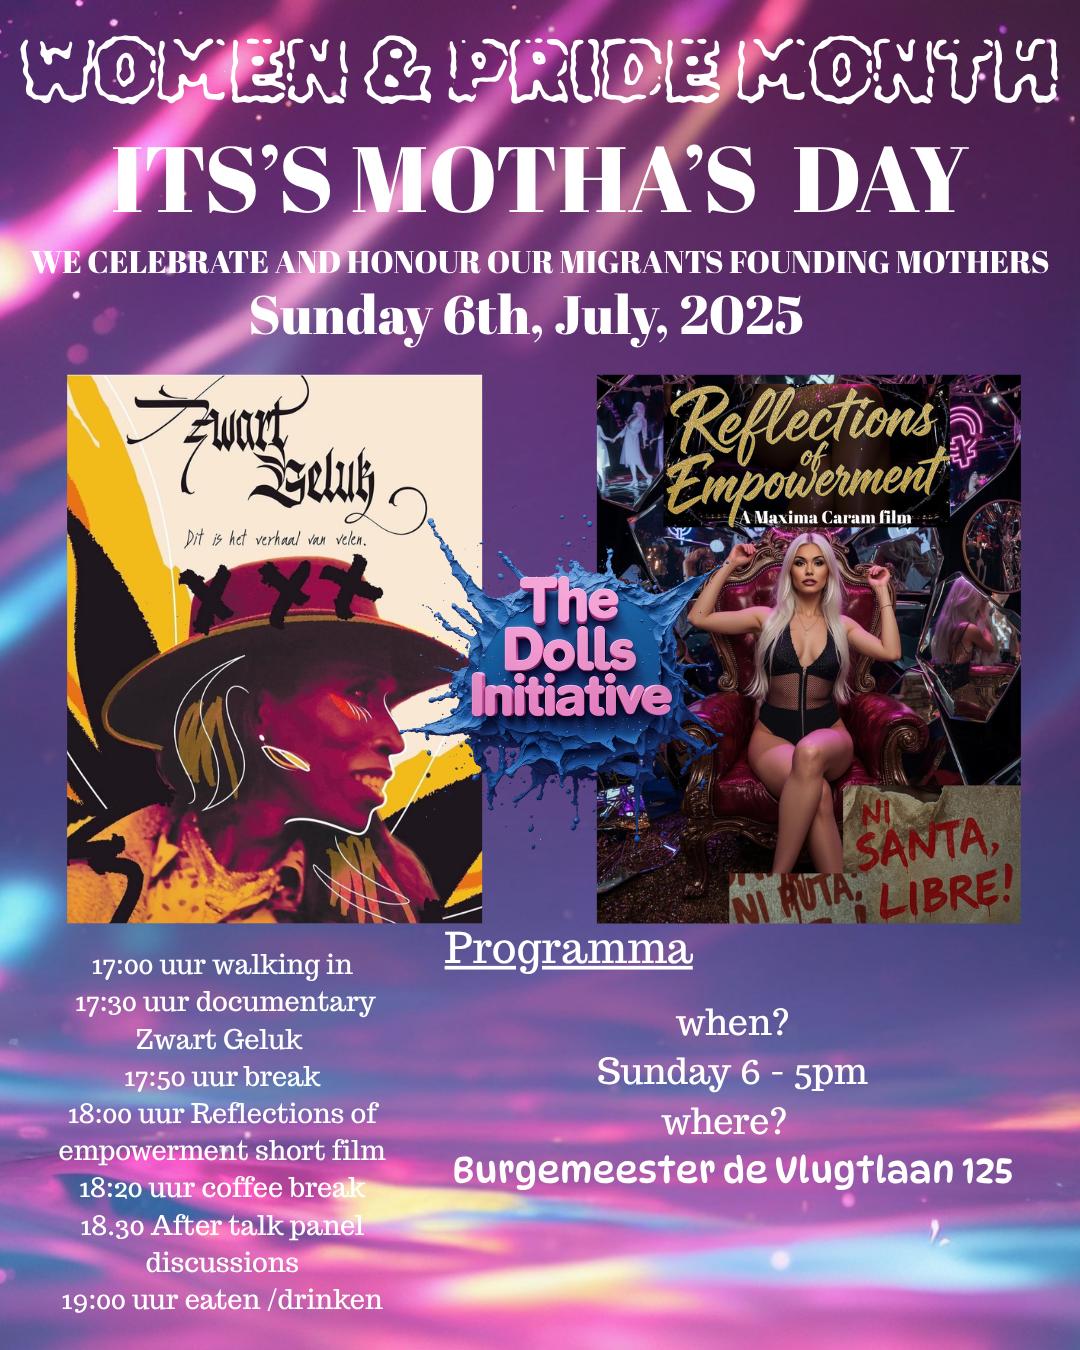 WOMEN & PRIDE MONTH
ITS'S MOTHA'S DAY
WE CELEBRATE AND HONOUR OUR MIGRANTS FOUNDING MOTHERS
Sunday 6th, July, 2025
Zwart
Geluk
Dit is het verhaal van velen.
XXX
The
Dolls
Initiative
Reflections
of
Empowerment
A Maxima Caram film
NI
SANTA,
NI PUTA:
LIBRE!
Programma
17:00 uur walking in
17:30 uur documentary
Zwart Geluk
17:50 uur break
18:00 uur Reflections of
empowerment short film
18:20 uur coffee break
18.30 After talk panel
discussions
19:00 uur eaten /drinken
when?
Sunday 6 - 5pm
where?
Burgemeester de Vlugtlaan 125